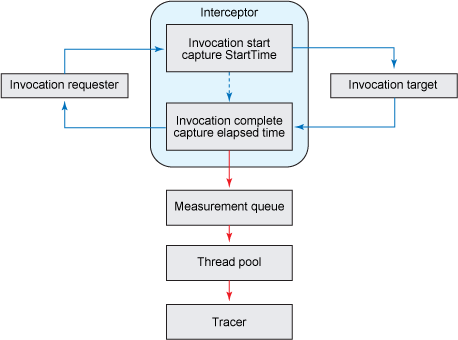 Interceptor
Invocation start
capture StartTime
Invocation requester
Invocation target
Invocation complete
capture elapsed time
Measurement queue
Thread pool
Tracer